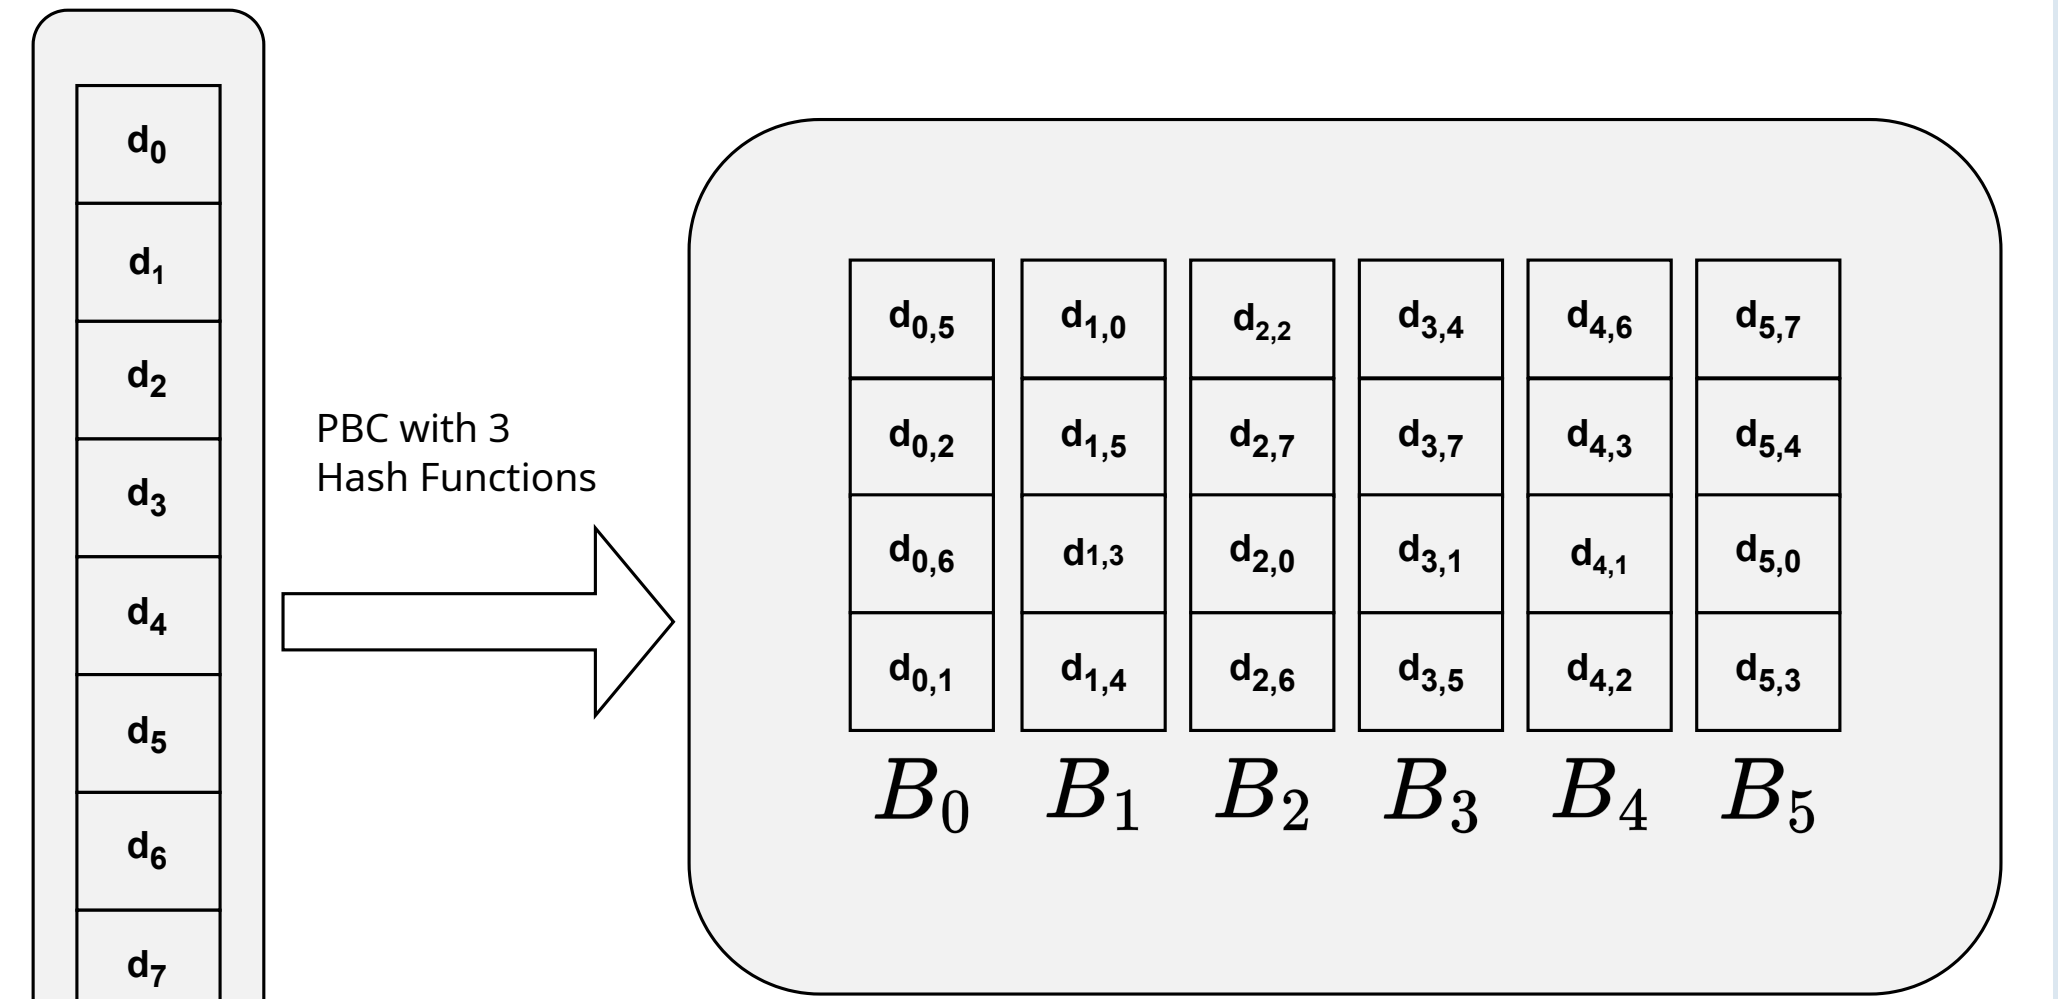 d0
d1
d2
d3
d4
d5
d6
d7
PBC with 3
Hash Functions
d0,5 d1,0 d2,2 d3,4 d4,6 d5,7
d0,2 d1,5 d2,7 d3,7 d4,3 d5,4
d0,6 d1,3 d2,0 d3,1 d4,1 d5,0
d0,1 d1,4 d2,6 d3,5 d4,2 d5,3
B0 B1 B2 B3 B4 B5